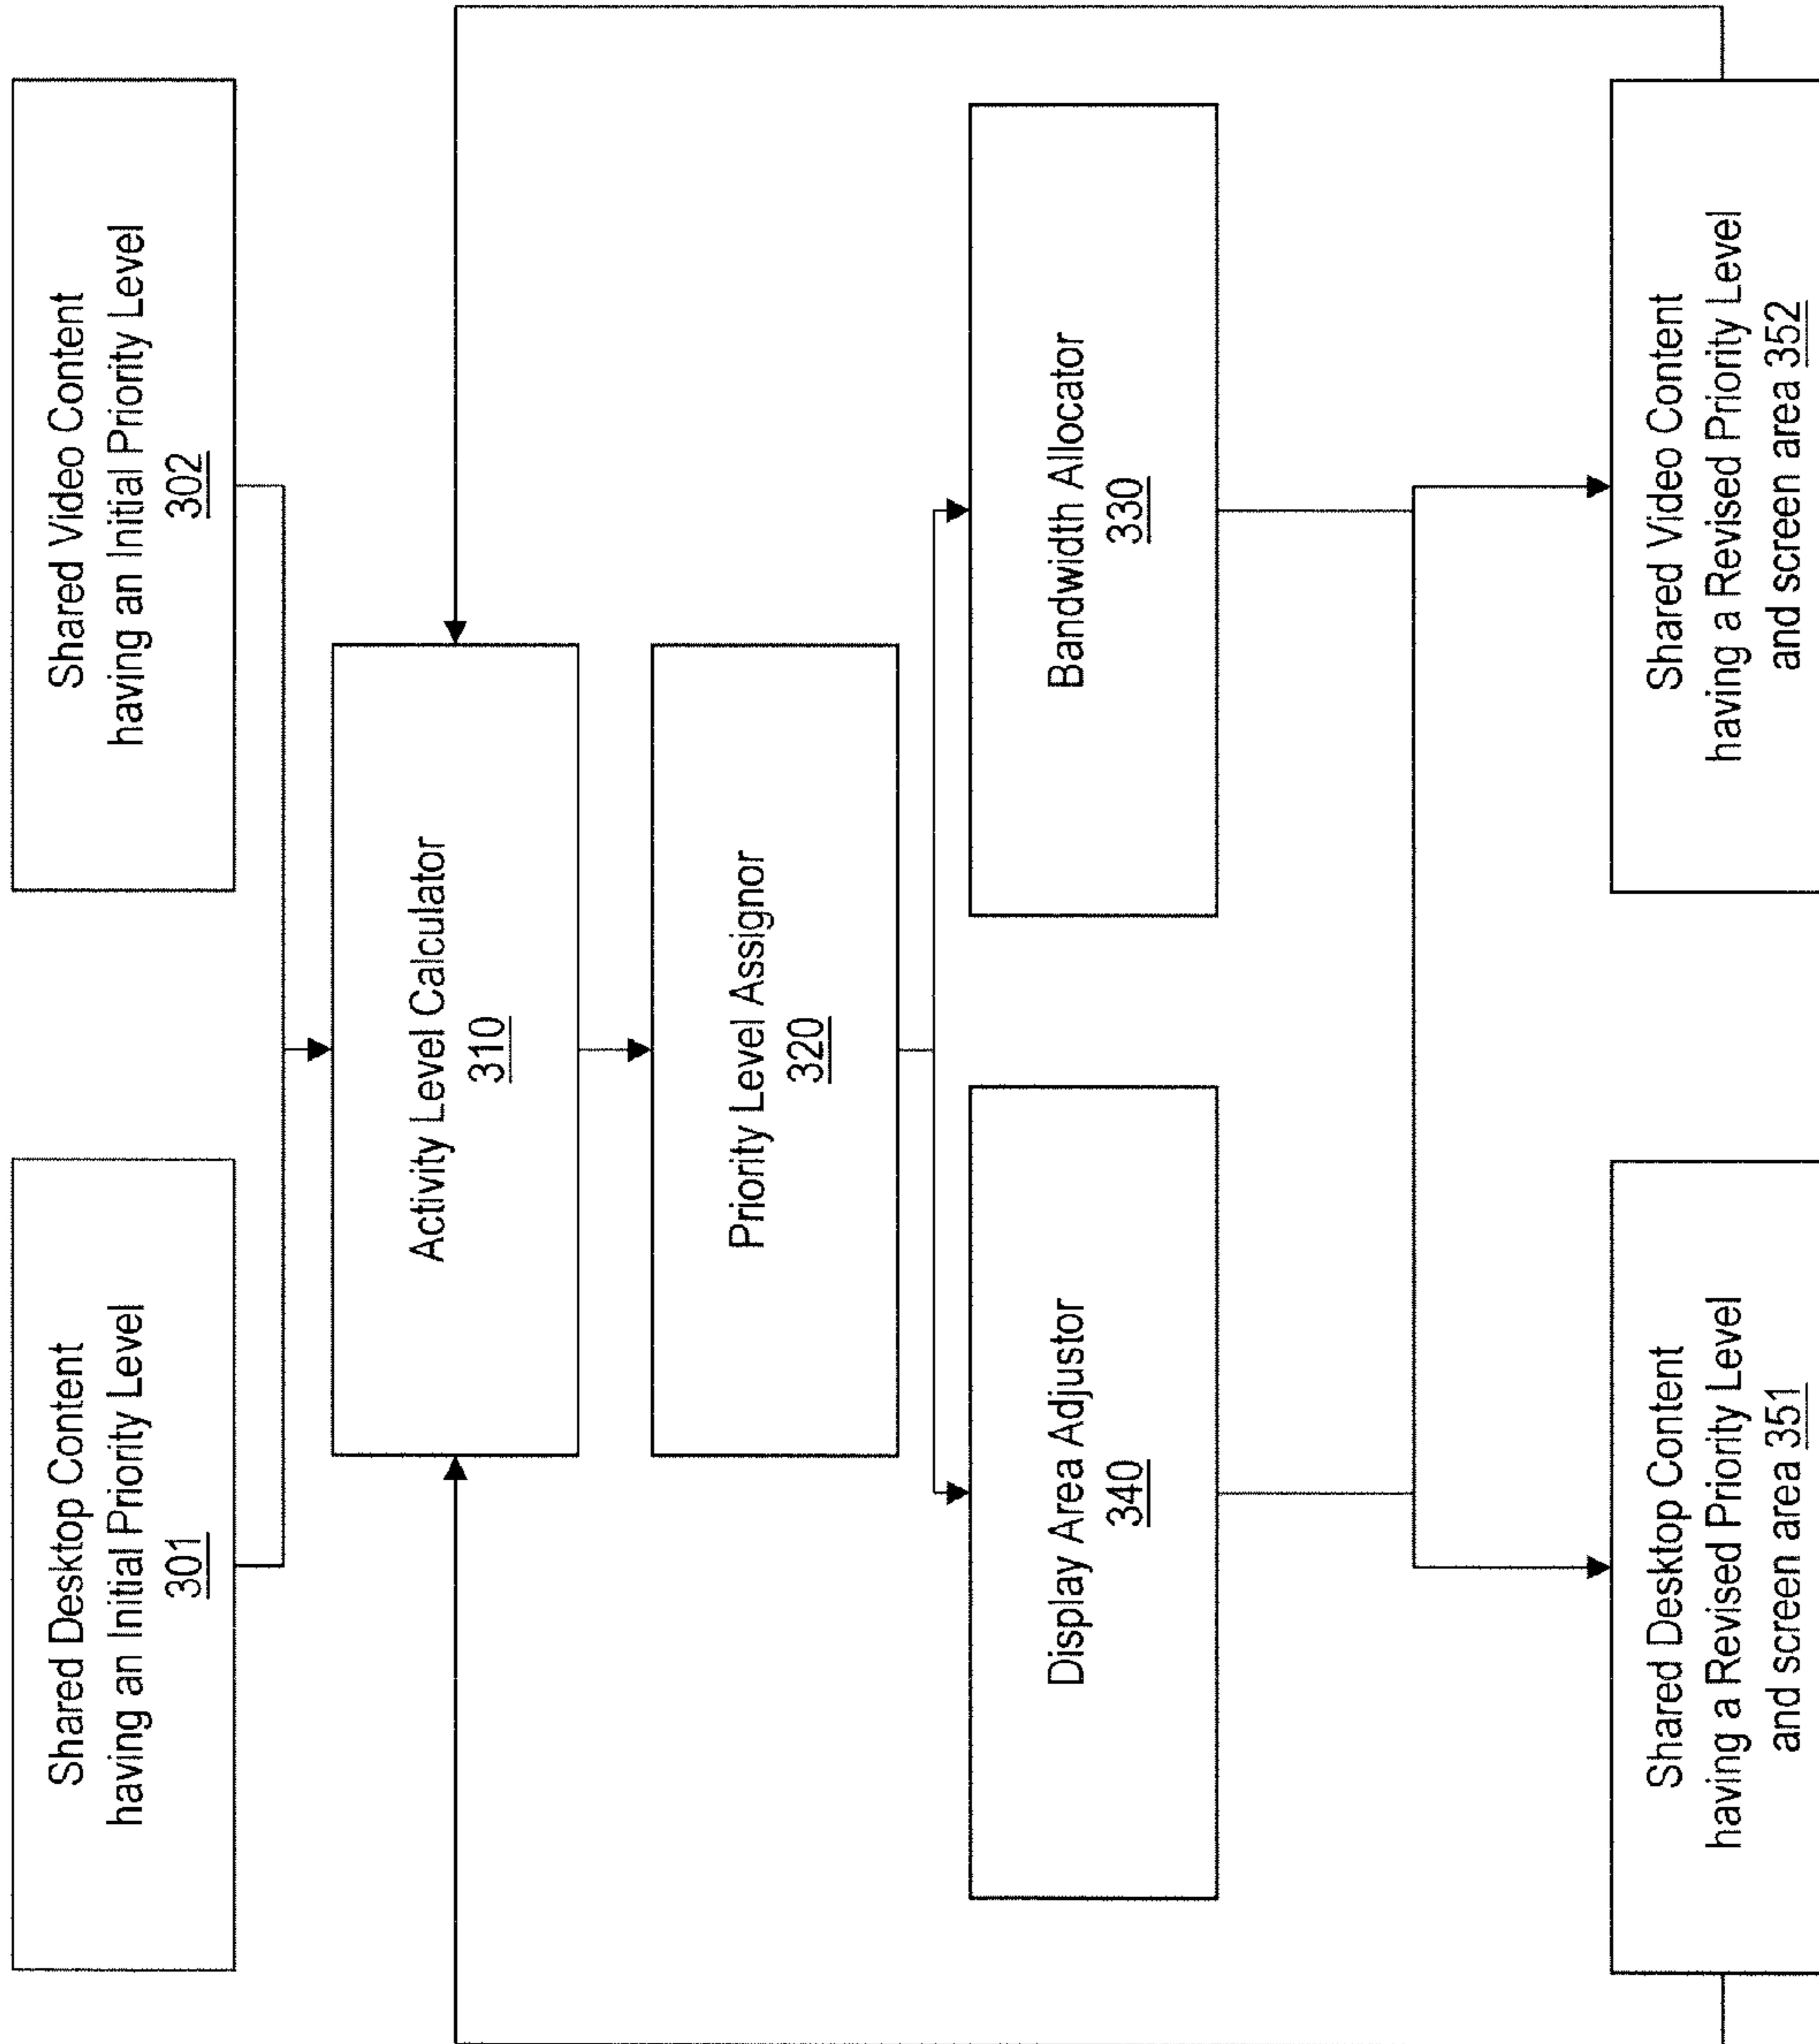 Shared Desktop Content
having an Initial Priority Level
301
Shared Video Content
having an Initial Priority Level
302
Activity Level Calculator
310
Priority Level Assignor
320
Display Area Adjustor
340
Bandwidth Allocator
330
Shared Desktop Content
having a Revised Priority Level
and screen area 351
Shared Video Content
having a Revised Priority Level
and screen area 352